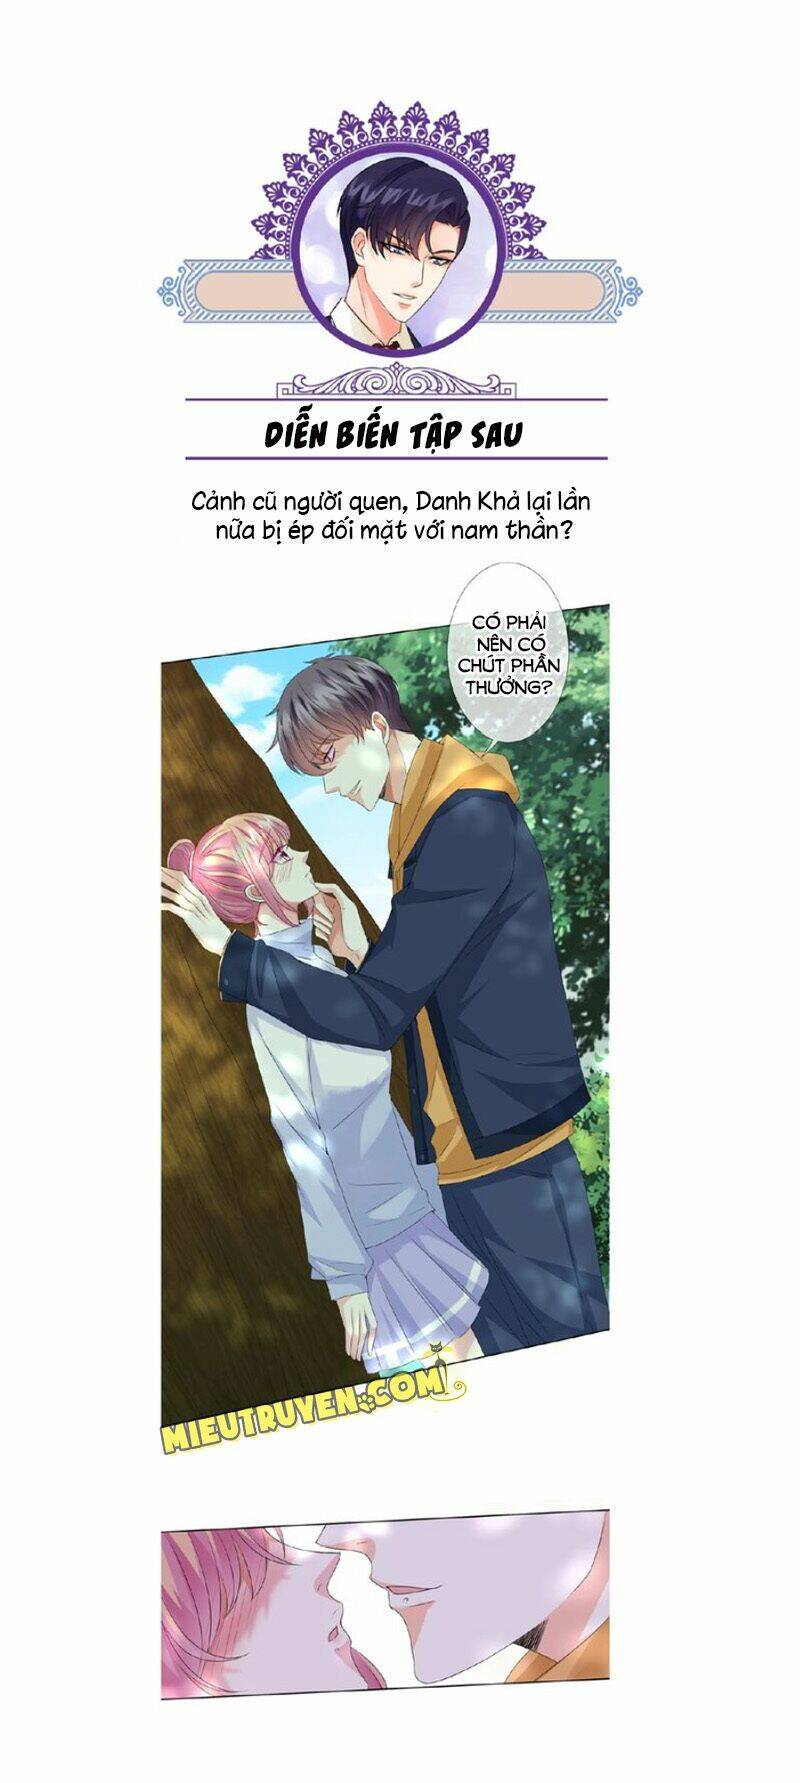 DIỄN BIẾN TẬP SAU
Cảnh cũ người quen, Danh Khả lại lần
nữa bị ép đối mặt với nam thần?
CÓ PHẢI
NÊN CÓ
CHÚT PHẦN
THƯỞNG?
MIEUTRUYEN.COM